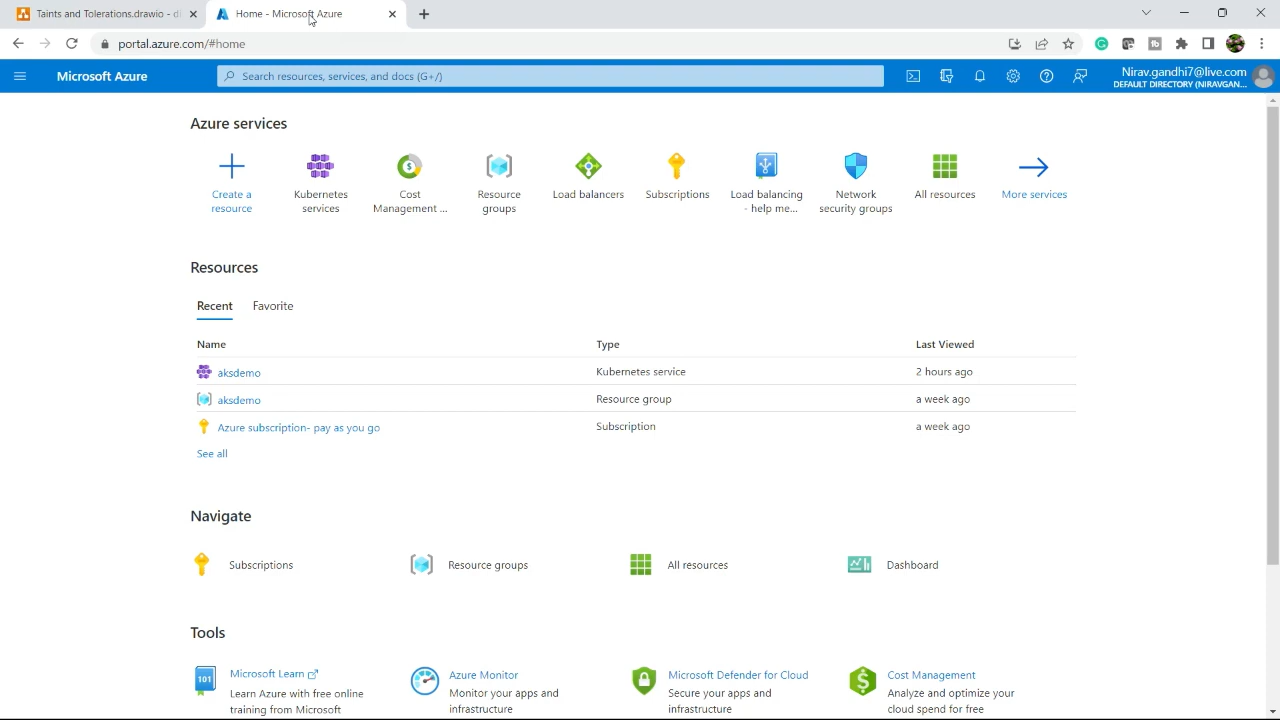 Taints and Tolerations.drawio - di
Home - Microsoft Azure
portal.azure.com/#home
Microsoft Azure
Search resources, services, and docs (G+/)
Nirav.gandhi7@live.com
DEFAULT DIRECTORY (NIRAVGAN...
Azure services
Create a
resource
Kubernetes
services
Cost
Management ...
Resource
groups
Load balancers
Subscriptions
Load balancing
- help me...
Network
security groups
All resources
More services
Resources
Recent
Favorite
Name Type Last Viewed
aksdemo Kubernetes service 2 hours ago
aksdemo Resource group a week ago
Azure subscription- pay as you go Subscription a week ago
See all
Navigate
Subscriptions
Resource groups
All resources
Dashboard
Tools
101
Microsoft Learn
Learn Azure with free online
training from Microsoft
Azure Monitor
Monitor your apps and
infrastructure
Microsoft Defender for Cloud
Secure your apps and
infrastructure
Cost Management
Analyze and optimize your
cloud spend for free